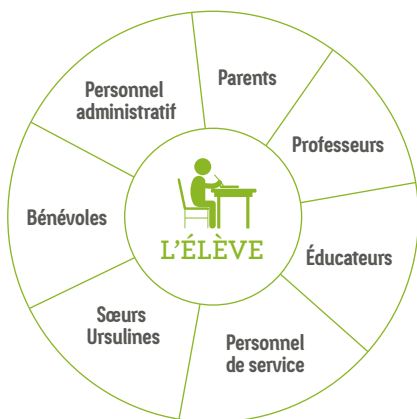 Parents
Personnel
administratif
Professeurs
Bénévoles
L'ÉLÈVE
Éducateurs
Sœurs
Ursulines
Personnel
de service